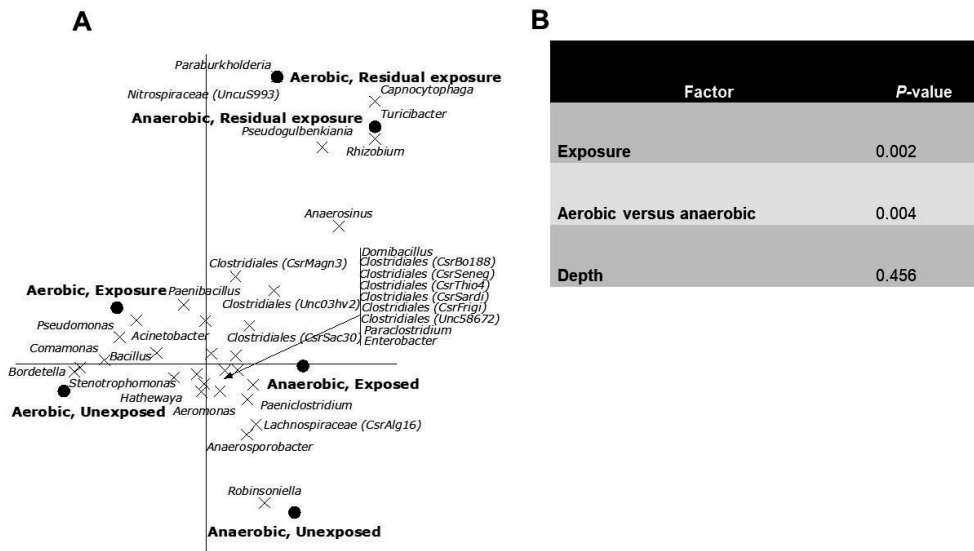 A
Paraburkholderia
Aerobic, Residual exposure
Nitrospiraceae (UncuS993)
Capnocytophaga
Anaerobic, Residual exposure
Turicibacter
Pseudogulbenkiania
Rhizobium
Anaerosinus
Domibacillus
Clostridiales (CsrMagn3)
Clostridiales (CsrBo188)
Clostridiales (CsrSeneg)
Clostridiales (CsrThio4)
Clostridiales (CsrSardi)
Clostridiales (CsrFrigi)
Clostridiales (Unc58672)
Paraclostridium
Enterobacter
Aerobic, Exposure
Paenibacillus
Clostridiales (Unc03hv2)
Pseudomonas
Acinetobacter
Clostridiales (CsrSac30)
Comamonas
Bacillus
Bordetella
Stenotrophomonas
Anaerobic, Exposed
Hathewaya
Aerobic, Unexposed
Aeromonas
Paeniclostridium
Lachnospiraceae (CsrAlg16)
Anaerosporobacter
Robinsoniella
Anaerobic, Unexposed
B
Factor P-value
Exposure 0.002
Aerobic versus anaerobic 0.004
Depth 0.456